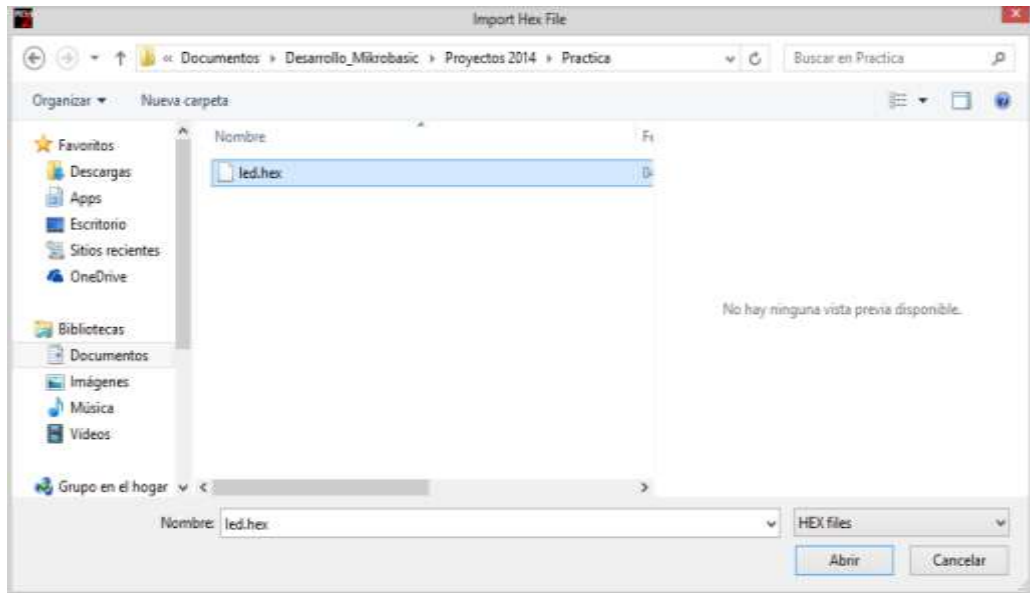 Import Hex File
« Documentos › Desarrollo_Mikrobasic › Proyectos 2014 › Practica
Buscar en Practica
Organizar
Nueva carpeta
Nombre
led.hex
Favoritos
Descargas
Apps
Escritorio
Sitios recientes
OneDrive
Bibliotecas
Documentos
Imágenes
Música
Vídeos
Grupo en el hogar
No hay ninguna vista previa disponible.
Nombre: led.hex
HEX files
Abrir
Cancelar